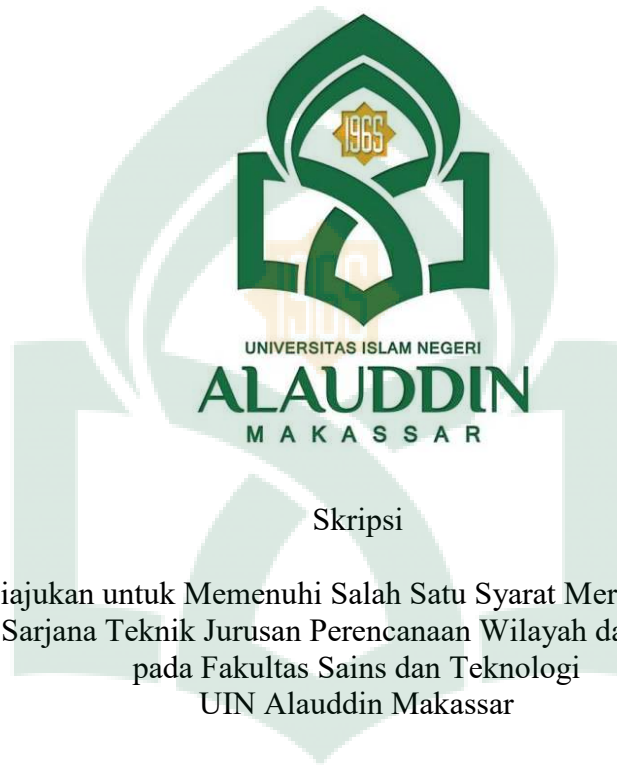 1965
UNIVERSITAS ISLAM NEGERI
ALAUDDIN
MAKASSAR
Skripsi
iajukan untuk Memenuhi Salah Satu Syarat Mer
Sarjana Teknik Jurusan Perencanaan Wilayah da
pada Fakultas Sains dan Teknologi
UIN Alauddin Makassar